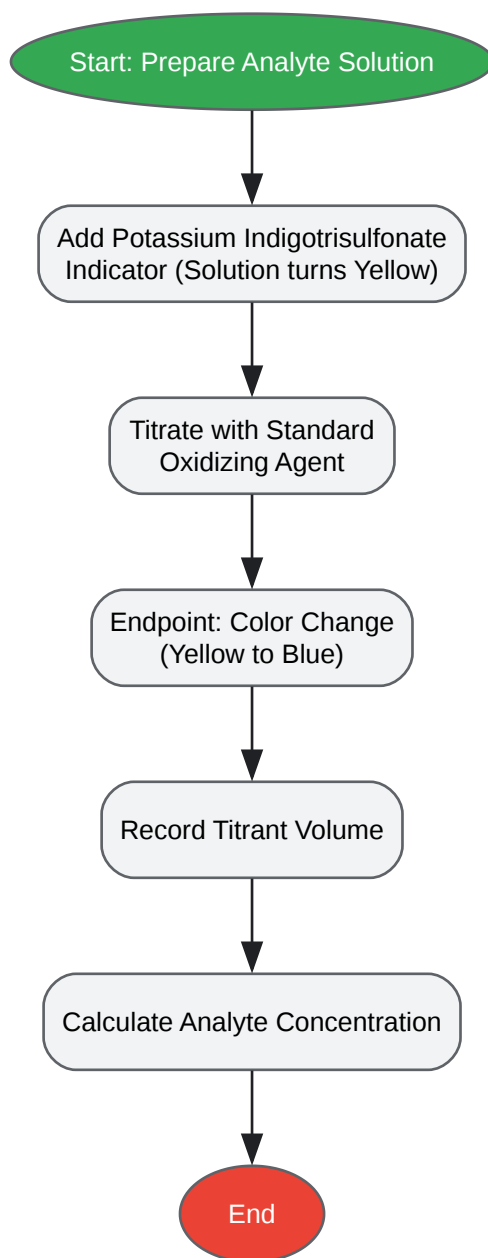 Start: Prepare Analyte Solution
Add Potassium Indigotrisulfonate
Indicator (Solution turns Yellow)
Titrate with Standard
Oxidizing Agent
Endpoint: Color Change
(Yellow to Blue)
Record Titrant Volume
Calculate Analyte Concentration
End